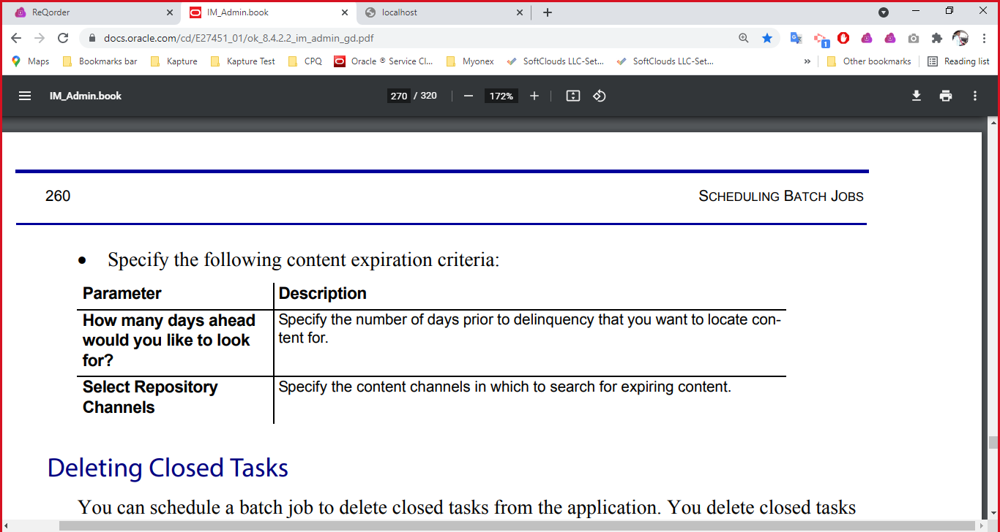 ReQorder
IM_Admin.book
localhost
docs.oracle.com/cd/E27451_01/ok_8.4.2.2_im_admin_gd.pdf
1
Maps
Bookmarks bar
Kapture
Kapture Test
CPQ
Oracle ® Service Cl...
Myonex
SoftClouds LLC-Set...
SoftClouds LLC-Set...
»
Other bookmarks
Reading list
IM_Admin.book
270 / 320
172%
260
SCHEDULING BATCH JOBS
• Specify the following content expiration criteria:
Parameter
Description
How many days ahead
would you like to look
for?
Specify the number of days prior to delinquency that you want to locate con-
tent for.
Select Repository
Channels
Specify the content channels in which to search for expiring content.
Deleting Closed Tasks
You can schedule a batch job to delete closed tasks from the application. You delete closed tasks